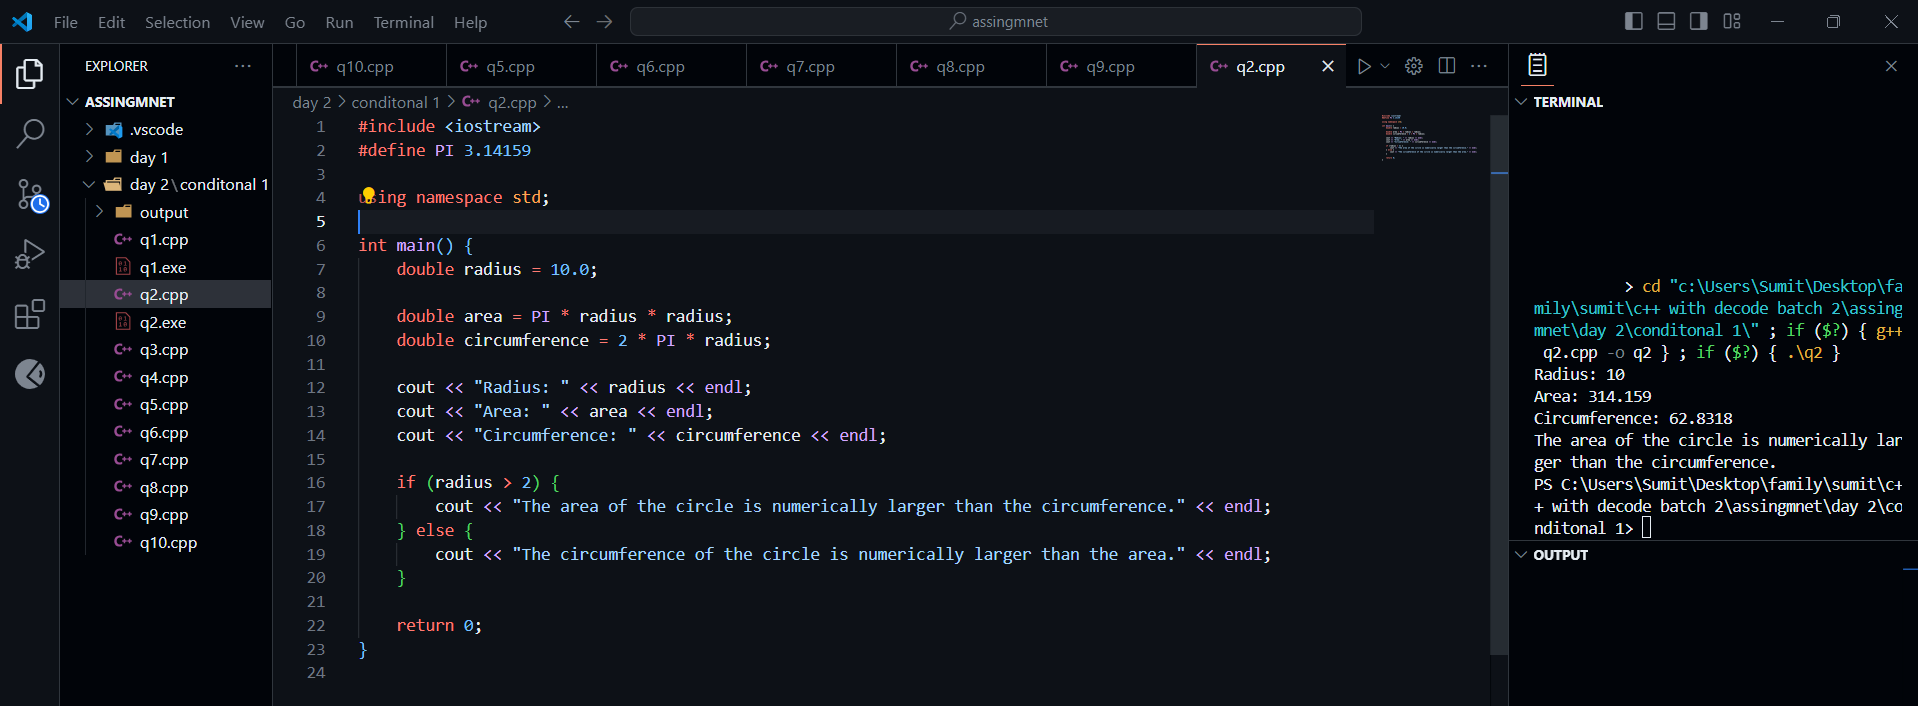 File Edit Selection View Go Run Terminal Help
assingmnet
EXPLORER
ASSINGMNET
.vscode
day 1
day 2\conditonal 1
output
q1.cpp
q1.exe
q2.cpp
q2.exe
q3.cpp
q4.cpp
q5.cpp
q6.cpp
q7.cpp
q8.cpp
q9.cpp
q10.cpp
q10.cpp q5.cpp q6.cpp q7.cpp q8.cpp q9.cpp q2.cpp
day 2 > conditonal 1 > q2.cpp > ...
1 #include <iostream>
2 #define PI 3.14159
3
4 using namespace std;
5
6 int main() {
7 double radius = 10.0;
8
9 double area = PI * radius * radius;
10 double circumference = 2 * PI * radius;
11
12 cout << "Radius: " << radius << endl;
13 cout << "Area: " << area << endl;
14 cout << "Circumference: " << circumference << endl;
15
16 if (radius > 2) {
17 cout << "The area of the circle is numerically larger than the circumference." << endl;
18 } else {
19 cout << "The circumference of the circle is numerically larger than the area." << endl;
20 }
21
22 return 0;
23 }
24
TERMINAL
> cd "c:\Users\Sumit\Desktop\fa
mily\sumit\c++ with decode batch 2\assing
mnet\day 2\conditonal 1\" ; if ($?) { g++
q2.cpp -o q2 } ; if ($?) { .\q2 }
Radius: 10
Area: 314.159
Circumference: 62.8318
The area of the circle is numerically lar
ger than the circumference.
PS C:\Users\Sumit\Desktop\family\sumit\c+
+ with decode batch 2\assingmnet\day 2\co
nditonal 1>
OUTPUT